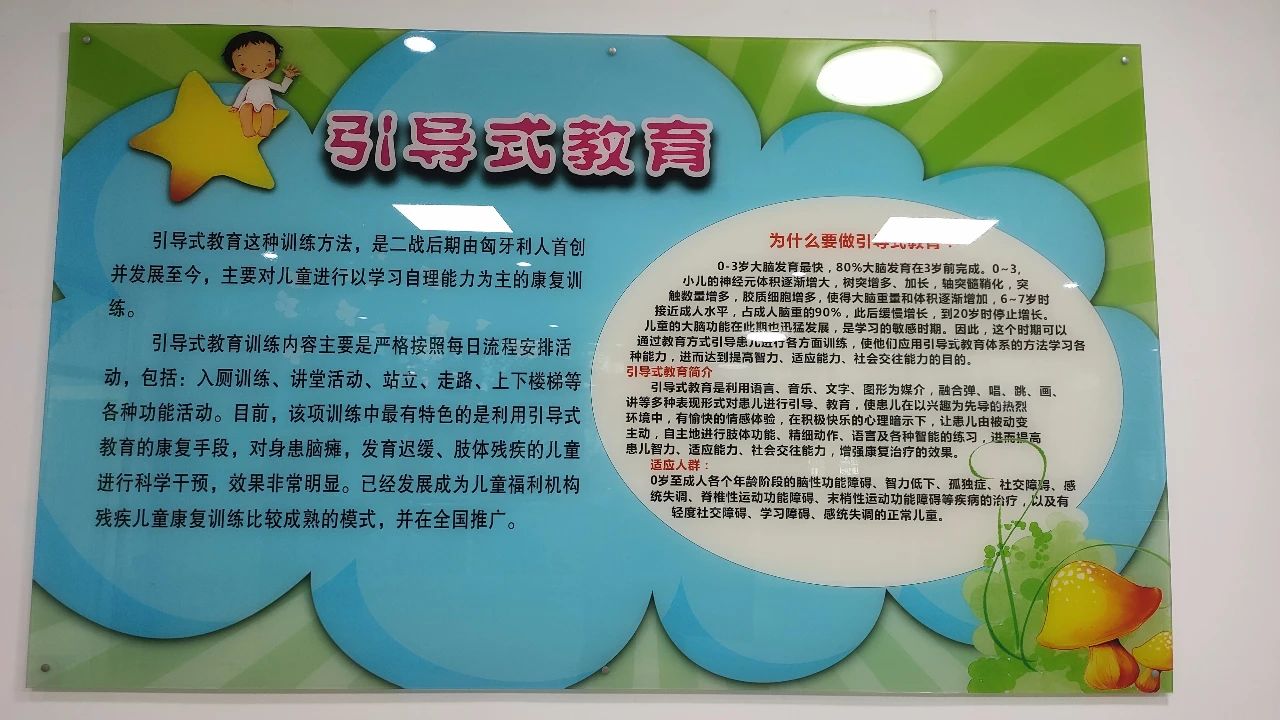 引导式教育
引导式教育这种训练方法，是二战后期由匈牙利人首创
并发展至今，主要对儿童进行以学习自理能力为主的康复训
练。
引导式教育训练内容主要是严格按照每日流程安排活
动，包括：入厕训练、讲堂活动、站立、走路、上下楼梯等
各种功能活动。目前，该项训练中最有特色的是利用引导式
教育的康复手段，对身患脑瘫，发育迟缓、肢体残疾的儿童
进行科学干预，效果非常明显。已经发展成为儿童福利机构
残疾儿童康复训练比较成熟的模式，并在全国推广。
为什么要做引导式教育？
0-3岁大脑发育最快，80%大脑发育在3岁前完成。0~3,
小儿的神经元体积逐渐增大，树突增多、加长，轴突髓鞘化，突
触数量增多，胶质细胞增多，使得大脑重量和体积逐渐增加，6~7岁时
接近成人水平，占成人脑重的90%，此后缓慢增长，到20岁时停止增长。
儿童的大脑功能在此期也迅猛发展，是学习的敏感时期。因此，这个时期可以
通过教育方式引导患儿进行各方面训练，使他们应用引导式教育体系的方法学习各
种能力，进而达到提高智力、适应能力、社会交往能力的目的。
引导式教育简介
引导式教育是利用语言、音乐、文字、图形为媒介，融合弹、唱、跳、画、
讲等多种表现形式对患儿进行引导、教育，使患儿在以兴趣为先导的热烈
环境中，有愉快的情感体验，在积极快乐的心理暗示下，让患儿由被动变
主动，自主地进行肢体功能、精细动作、语言及各种智能的练习，进而提高
患儿智力、适应能力、社会交往能力，增强康复治疗的效果。
适应人群：
0岁至成人各个年龄阶段的脑性功能障碍、智力低下、孤独症、社交障碍、感
统失调、脊椎性运动功能障碍、末梢性运动功能障碍等疾病的治疗，以及有
轻度社交障碍、学习障碍、感统失调的正常儿童。